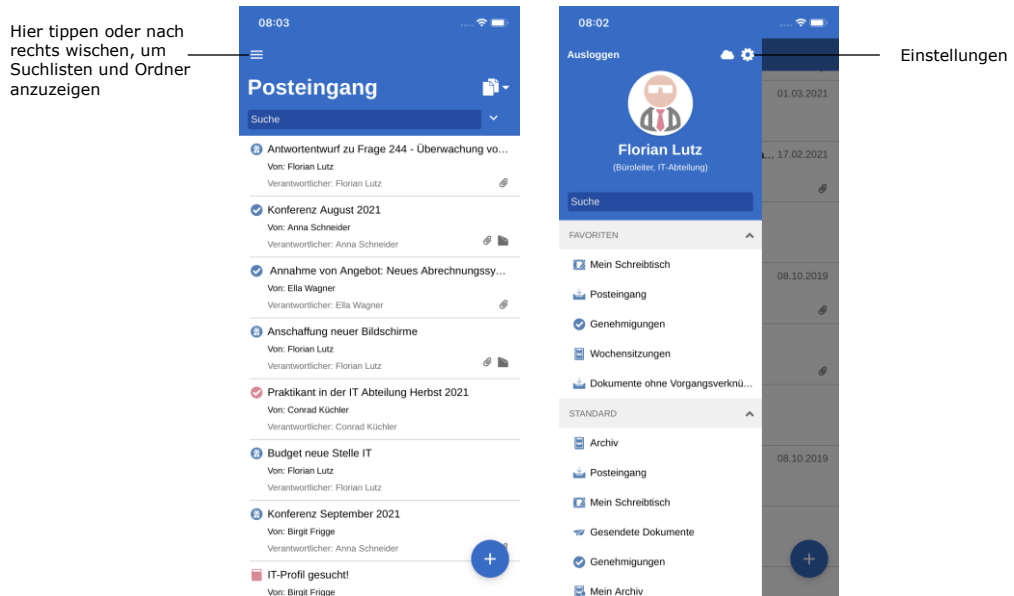 Hier tippen oder nach
rechts wischen, um
Suchlisten und Ordner
anzuzeigen
08:03
Posteingang
Suche
Antwortentwurf zu Frage 244 - Überwachung vo...
Von: Florian Lutz
Verantwortlicher: Florian Lutz
Konferenz August 2021
Von: Anna Schneider
Verantwortlicher: Anna Schneider
Annahme von Angebot: Neues Abrechnungssy...
Von: Ella Wagner
Verantwortlicher: Ella Wagner
Anschaffung neuer Bildschirme
Von: Florian Lutz
Verantwortlicher: Florian Lutz
Praktikant in der IT Abteilung Herbst 2021
Von: Conrad Küchler
Verantwortlicher: Conrad Küchler
Budget neue Stelle IT
Von: Florian Lutz
Verantwortlicher: Florian Lutz
Konferenz September 2021
Von: Birgit Frigge
Verantwortlicher: Anna Schneider
+
IT-Profil gesucht!
Von: Birgit Frigge
08:02
Ausloggen
Florian Lutz
(Büroleiter, IT-Abteilung)
Suche
FAVORITEN
Mein Schreibtisch
Posteingang
Genehmigungen
Wochensitzungen
Dokumente ohne Vorgangsverknü...
STANDARD
Archiv
Posteingang
Mein Schreibtisch
Gesendete Dokumente
Genehmigungen
Mein Archiv
01.03.2021
... 17.02.2021
08.10.2019
08.10.2019
+
Einstellungen